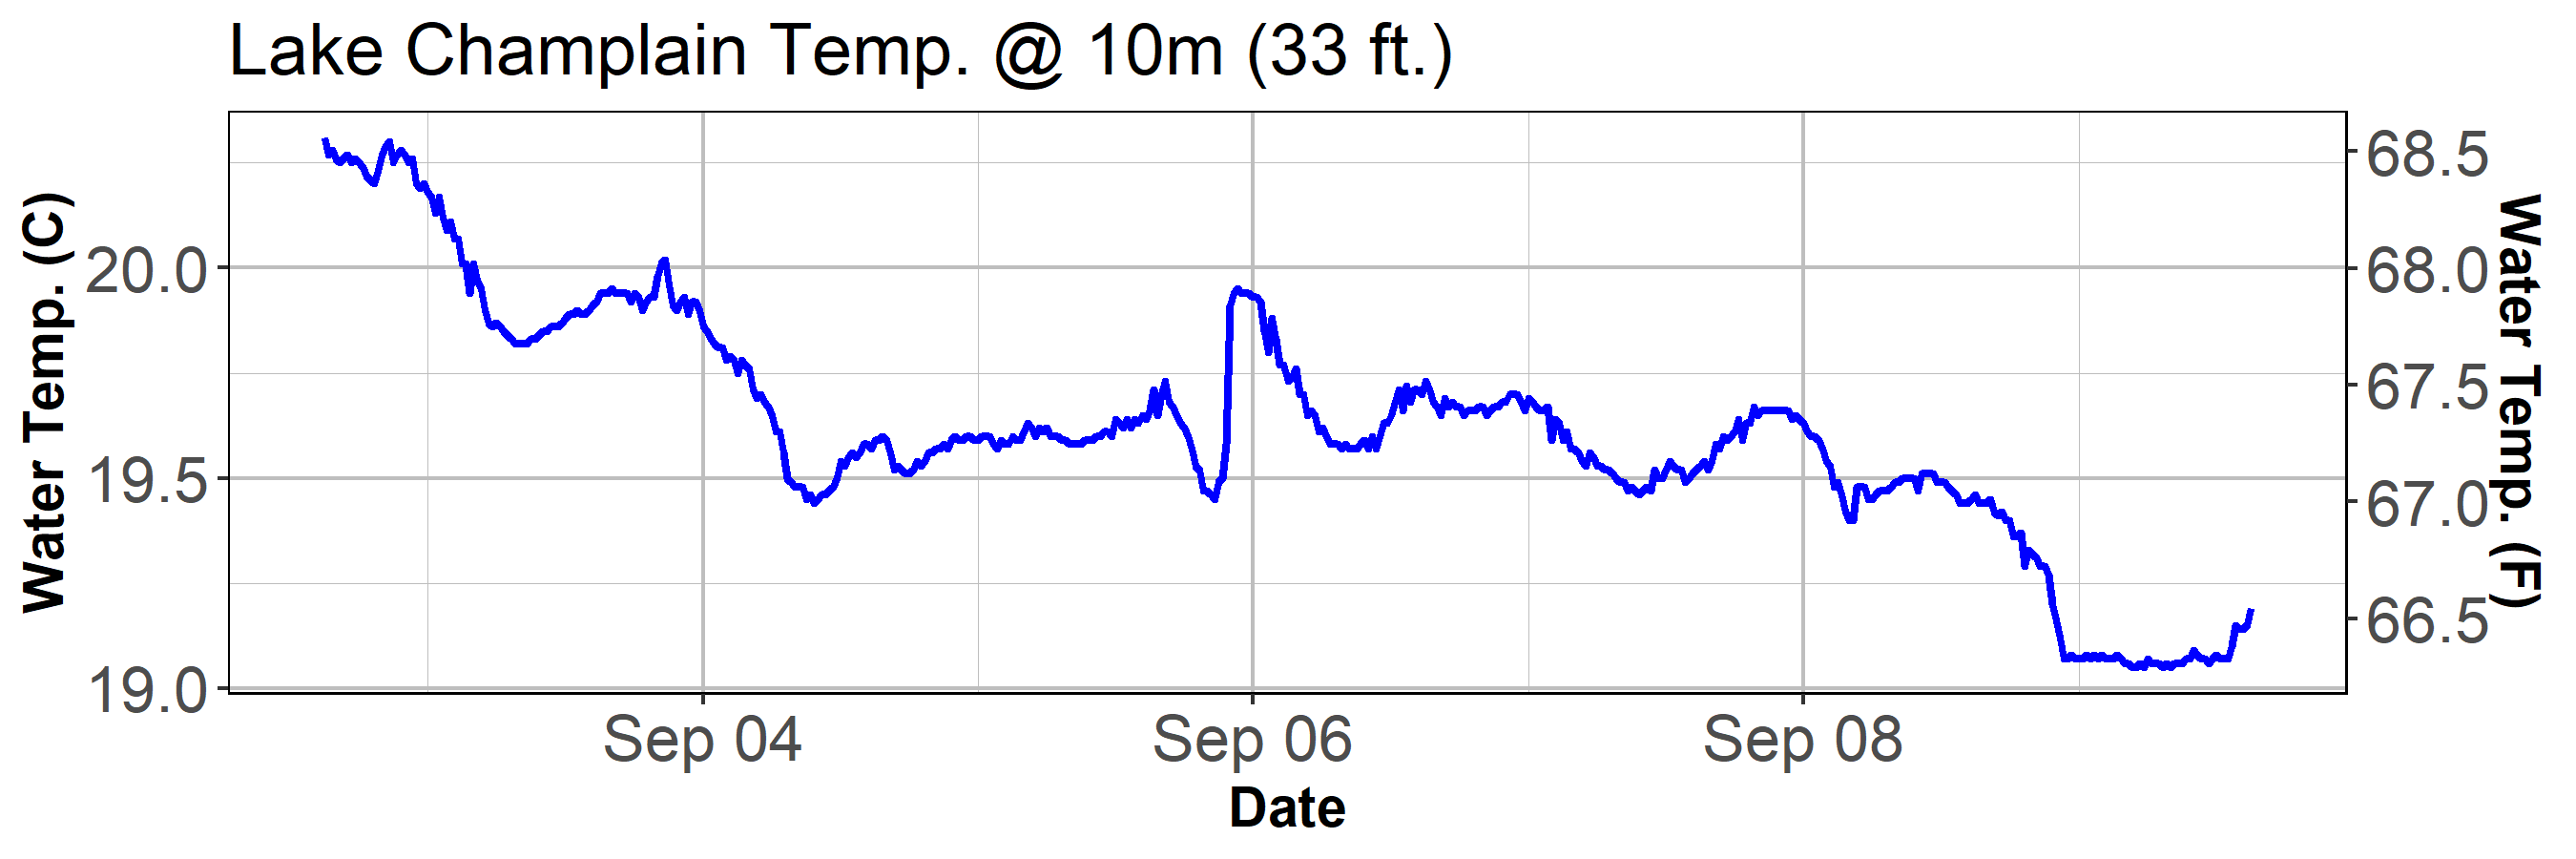 Lake Champlain Temp. @ 10m (33 ft.)
Water Temp. (C)
20.0
19.5
19.0
68.5
68.0
67.5
67.0
66.5
Water Temp. (F)
Sep 04 Sep 06 Sep 08
Date